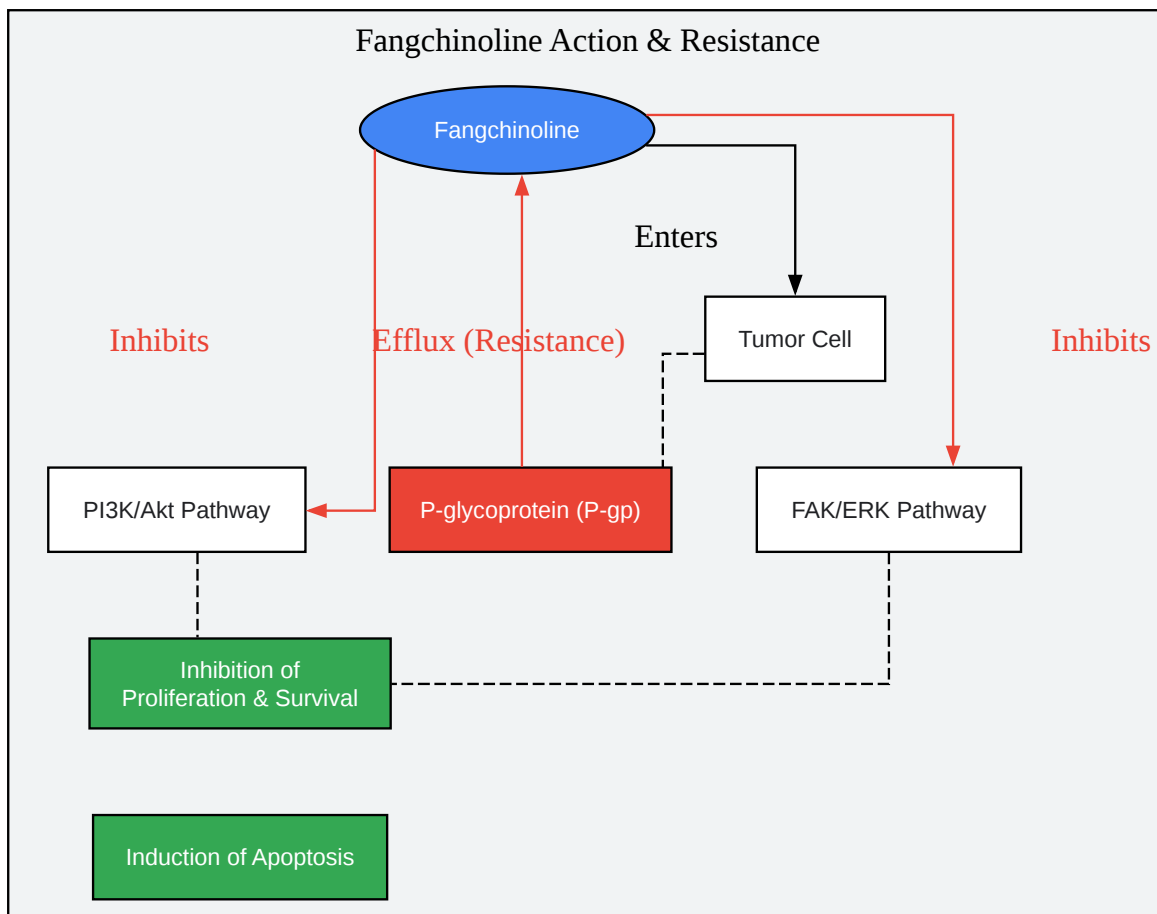 Fangchinoline Action & Resistance
Fangchinoline
Enters
Inhibits
Efflux (Resistance)
Tumor Cell
Inhibits
PI3K/Akt Pathway
P-glycoprotein (P-gp)
FAK/ERK Pathway
Inhibition of
Proliferation & Survival
Induction of Apoptosis